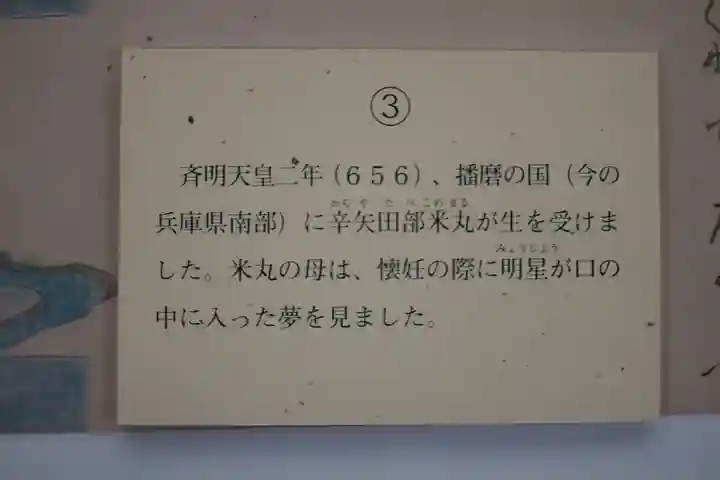 ③
斉明天皇二年（６５６）、播磨の国（今の
兵庫県南部）に辛矢田部米丸が生を受けま
した。米丸の母は、懐妊の際に明星が口の
中に入った夢を見ました。